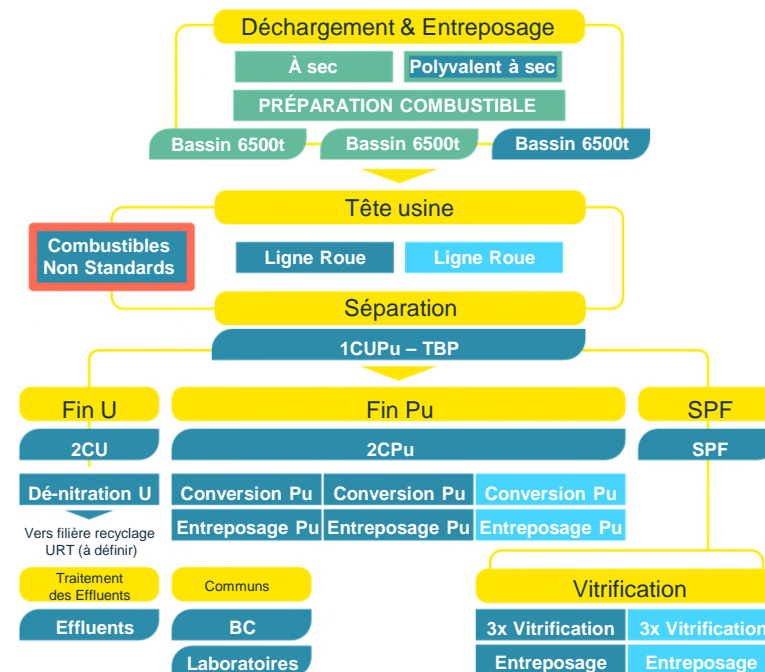 Déchargement & Entreposage
À sec
Polyvalent à sec
PRÉPARATION COMBUSTIBLE
Bassin 6500t
Bassin 6500t
Bassin 6500t
Tête usine
Combustibles
Non Standards
Ligne Roue
Ligne Roue
Séparation
1CUPu – TBP
Fin U
Fin Pu
SPF
2CU
2CPu
SPF
Dé-nitration U
Conversion Pu
Conversion Pu
Conversion Pu
Entreposage Pu
Entreposage Pu
Entreposage Pu
Vers filière recyclage
URT (à définir)
Traitement
des Effluents
Communs
Vitrification
Effluents
BC
3x Vitrification
3x Vitrification
Laboratoires
Entreposage
Entreposage